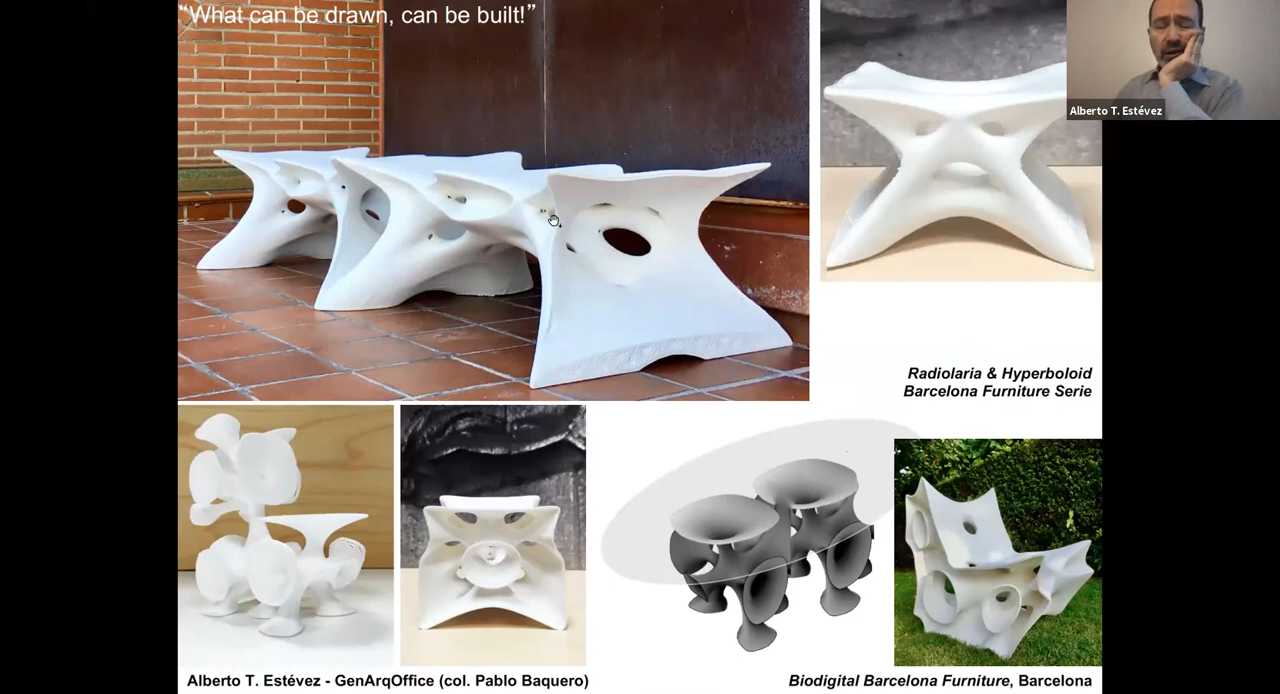 “What can be drawn, can be built!”
Alberto T. Estévez
Radiolaria & Hyperboloid
Barcelona Furniture Serie
Alberto T. Estévez - GenArqOffice (col. Pablo Baquero)
Biodigital Barcelona Furniture, Barcelona